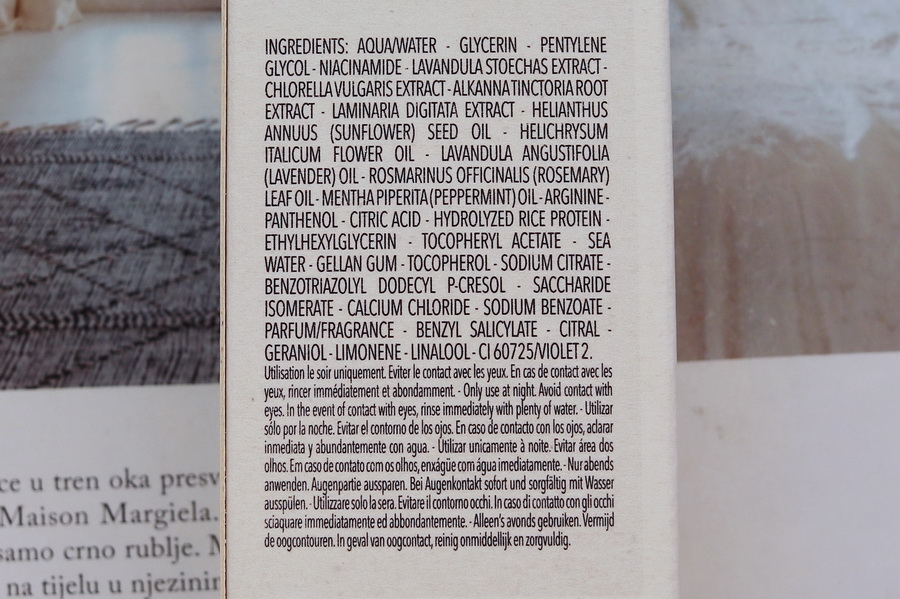 INGREDIENTS: AQUA/WATER - GLYCERIN - PENTYLENE
GLYCOL - NIACINAMIDE - LAVANDULA STOECHAS EXTRACT -
CHLORELLA VULGARIS EXTRACT - ALKANNA TINCTORIA ROOT
EXTRACT - LAMINARIA DIGITATA EXTRACT - HELIANTHUS
ANNUUS (SUNFLOWER) SEED OIL - HELICHRYSUM
ITALICUM FLOWER OIL - LAVANDULA ANGUSTIFOLIA
(LAVENDER) OIL - ROSMARINUS OFFICINALIS (ROSEMARY)
LEAF OIL - MENTHA PIPERITA (PEPPERMINT) OIL - ARGININE -
PANTHENOL - CITRIC ACID - HYDROLYZED RICE PROTEIN -
ETHYLHEXYLGLYCERIN - TOCOPHERYL ACETATE - SEA
WATER - GELLAN GUM - TOCOPHEROL - SODIUM CITRATE -
BENZOTRIAZOLYL DODECYL P-CRESOL - SACCHARIDE
ISOMERATE - CALCIUM CHLORIDE - SODIUM BENZOATE -
PARFUM/FRAGRANCE - BENZYL SALICYLATE - CITRAL -
GERANIOL - LIMONENE - LINALOOL - CI 60725/VIOLET 2.
Utilisation le soir uniquement. Eviter le contact avec les yeux. En cas de contact avec les
yeux, rincer immédiatement et abondamment. - Only use at night. Avoid contact with
eyes. In the event of contact with eyes, rinse immediately with plenty of water. - Utilizar
sólo por la noche. Evitar el contorno de los ojos. En caso de contacto con los ojos, aclarar
inmediata y abundantemente con agua. - Utilizar unicamente à noite. Evitar área dos
olhos. Em caso de contato com os olhos, enxágüe com água imediatamente. - Nur abends
anwenden. Augenpartie aussparen. Bei Augenkontakt sofort und sorgfältig mit Wasser
ausspülen. - Utilizzare solo la sera. Evitare il contorno occhi. In caso di contatto con gli occhi
sciaquare immediatamente ed abbondantemente. - Alleen's avonds gebruiken. Vermijd
de oogcontouren. In geval van oogcontact, reinig onmiddellijk en zorgvuldig.
ce u tren oka presv
Maison Margiela.
samo crno rublje.
na tijelu u njezinir